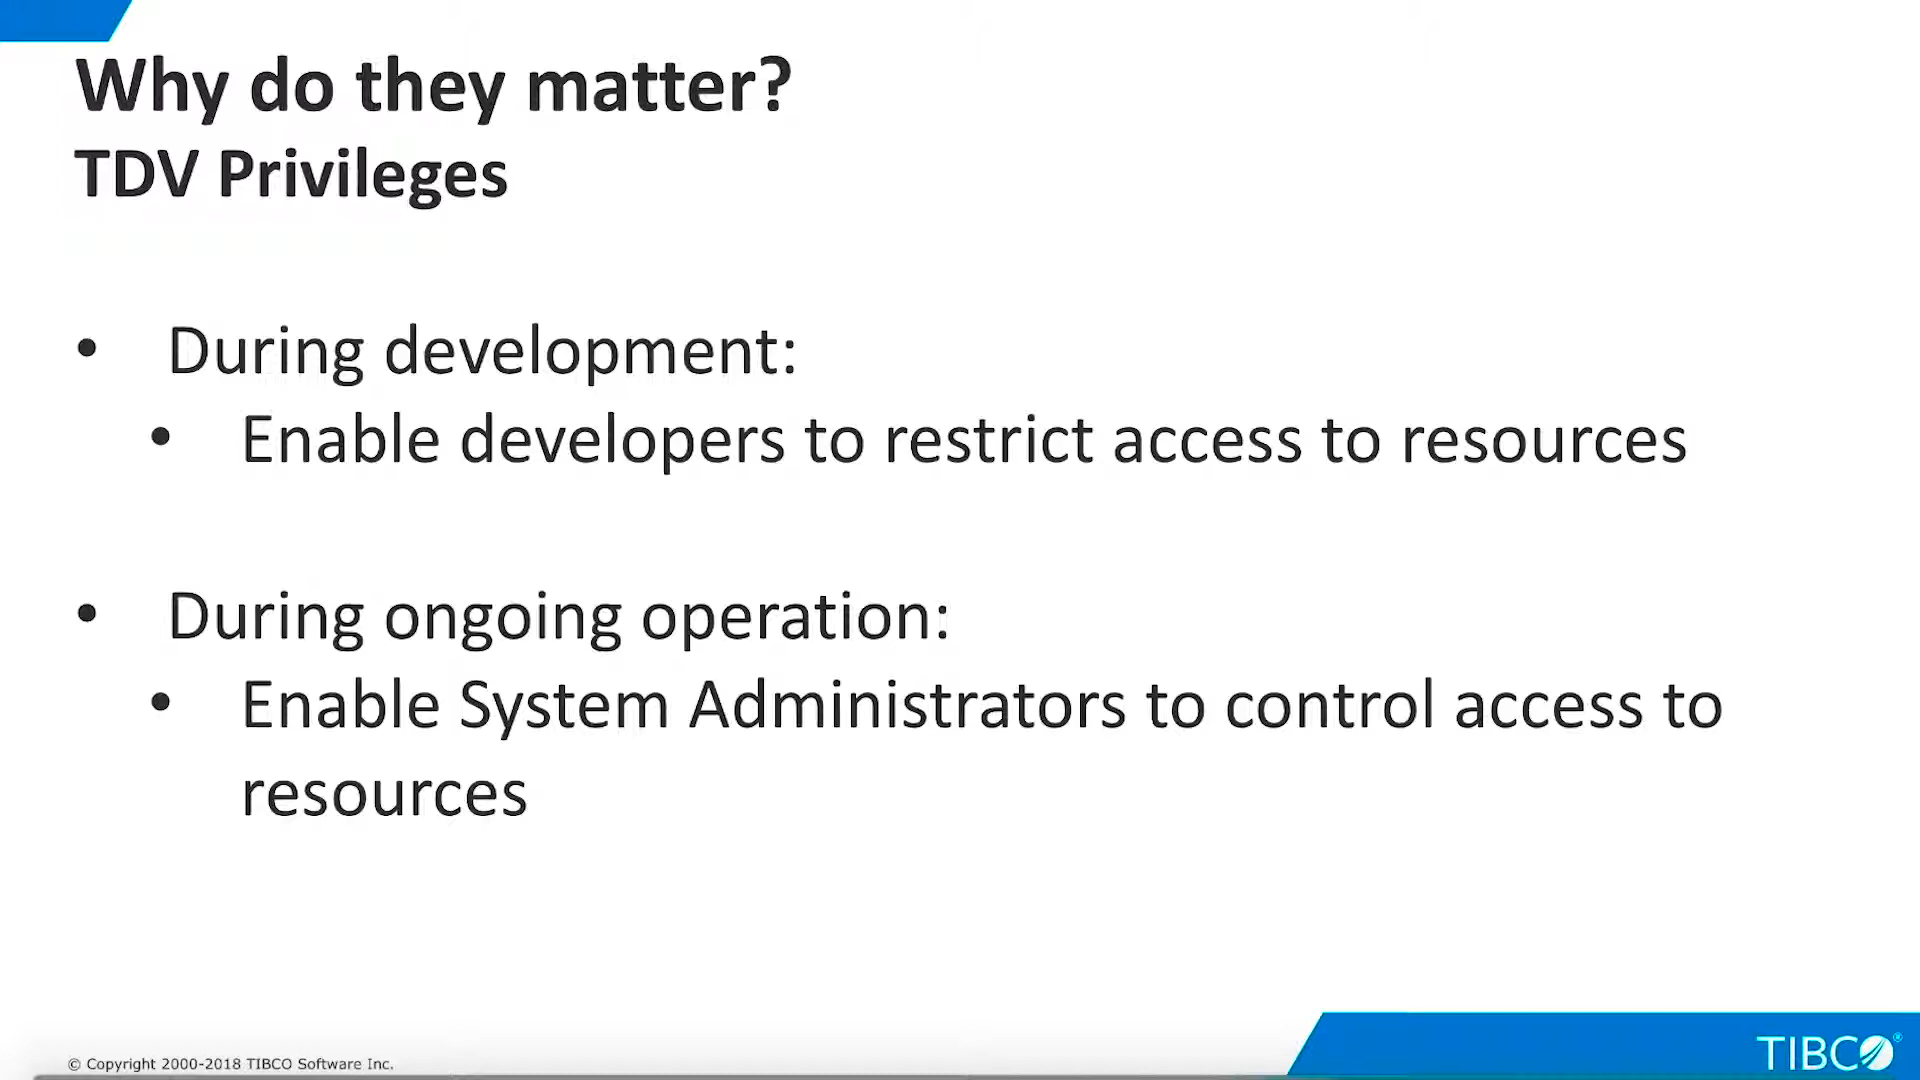 Why do they matter?
TDV Privileges
• During development:
• Enable developers to restrict access to resources
• During ongoing operation:
• Enable System Administrators to control access to
resources
© Copyright 2000-2018 TIBCO Software Inc.
TIBCO®